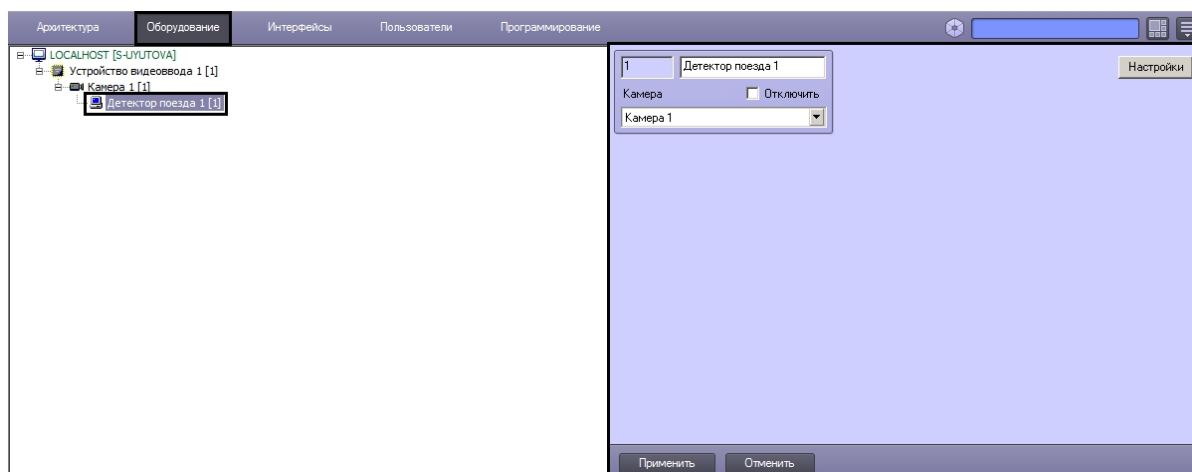 Архитектура Оборудование Интерфейсы Пользователи Программирование
LOCALHOST [S-UYUTOVA]
Устройство видеоввода 1 [1]
Камера 1 [1]
Детектор поезда 1 [1]
1 Детектор поезда 1 Настройки
Камера Отключить
Камера 1
Применить Отменить